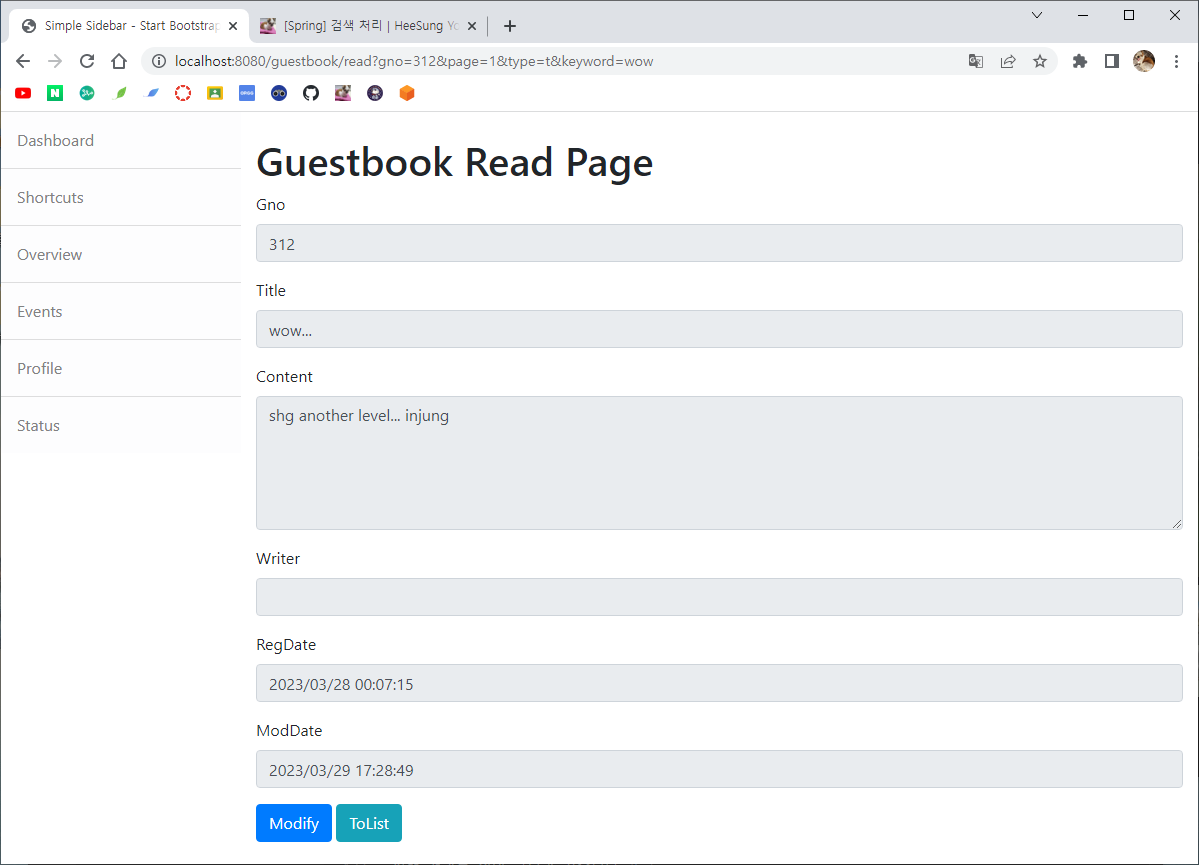 Simple Sidebar - Start Bootstrap
[Spring] 검색 처리 | HeeSung Yo
localhost:8080/guestbook/read?gno=312&page=1&type=t&keyword=wow
Dashboard
Shortcuts
Overview
Events
Profile
Status
Guestbook Read Page
Gno
312
Title
wow...
Content
shg another level... injung
Writer
RegDate
2023/03/28 00:07:15
ModDate
2023/03/29 17:28:49
Modify ToList